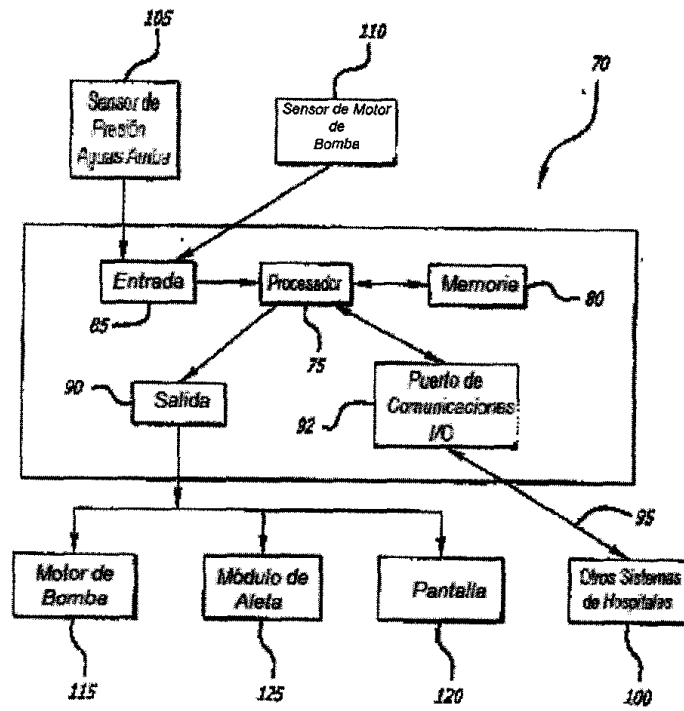 105
110
70
Sensor de
Presión
Aguas Arriba
Sensor de Motor
de
Bomba
Entrada
Procesador
Memoria
80
85
75
90
Salida
92
Puerto de
Comunicaciones
I/O
95
Motor de
Bomba
Módulo de
Pantalla
Otros Sistemas
de Hospitales
115
125
120
100